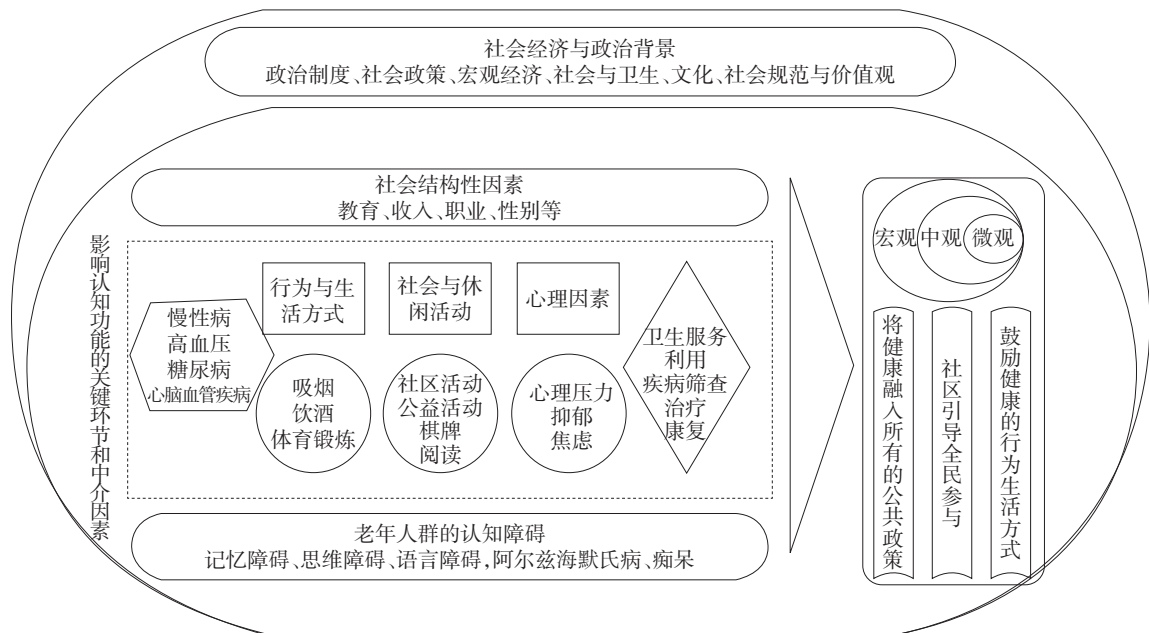 社会经济与政治背景
政治制度、社会政策、宏观经济、社会与卫生、文化、社会规范与价值观
社会结构性因素
教育、收入、职业、性别等
影响认知功能的关键环节和中介因素
慢性病
高血压
糖尿病
心脑血管疾病
行为与生
活方式
吸烟
饮酒
体育锻炼
社会与休
闲活动
社区活动
公益活动
棋牌
阅读
心理因素
心理压力
抑郁
焦虑
卫生服务
利用
疾病筛查
治疗
康复
老年人群的认知障碍
记忆障碍、思维障碍、语言障碍,阿尔兹海默氏病、痴呆
宏观
中观
微观
将健康融入所有的公共政策
社区引导全民参与
鼓励健康的行为生活方式